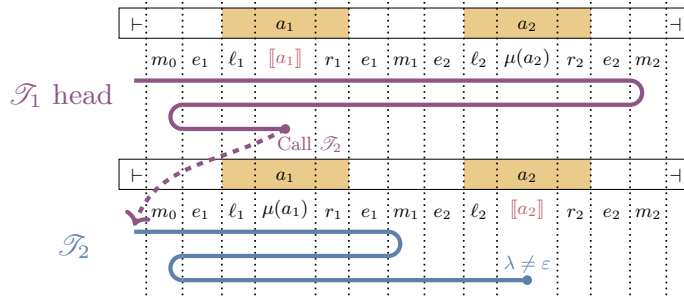 ⊢ a₁ a₂ ⊣
m₀ e₁ ℓ₁ ⟦a₁⟧ r₁ e₁ m₁ e₂ ℓ₂ μ(a₂) r₂ e₂ m₂
𝒯₁ head
Call 𝒯₂
⊢ a₁ a₂ ⊣
m₀ e₁ ℓ₁ μ(a₁) r₁ e₁ m₁ e₂ ℓ₂ ⟦a₂⟧ r₂ e₂ m₂
𝒯₂
λ ≠ ε